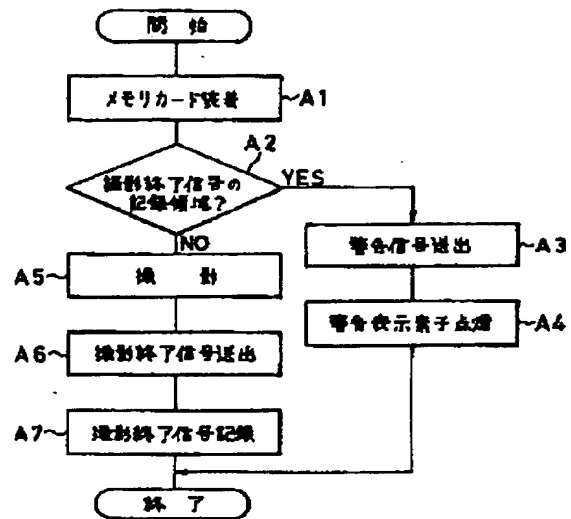 開始
メモリカード装着
A1
A2
撮影終了信号の
記録領域?
YES
NO
警告信号送出
A3
A5
撮影
警告表示素子点燈
A4
A6
撮影終了信号送出
A7
撮影終了信号記録
終了